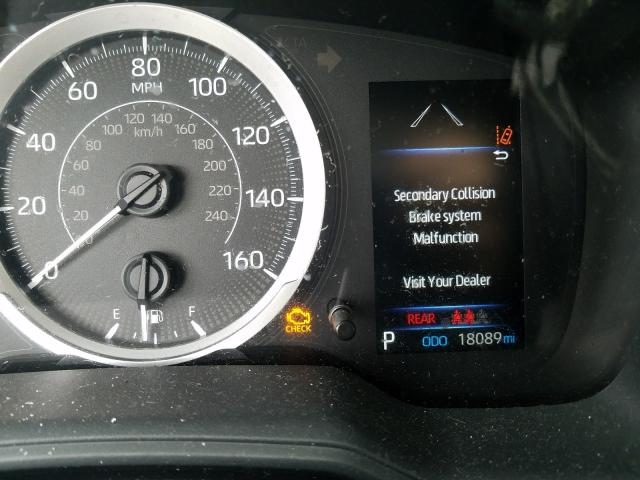 80
MPH
60
100
40
120
20
140
0
160
120 140
100 160
km/h
80 180
60 200
40 220
20 240
0
E F
CHECK
Secondary Collision
Brake system
Malfunction
Visit Your Dealer
REAR
P ODO 18089 mi